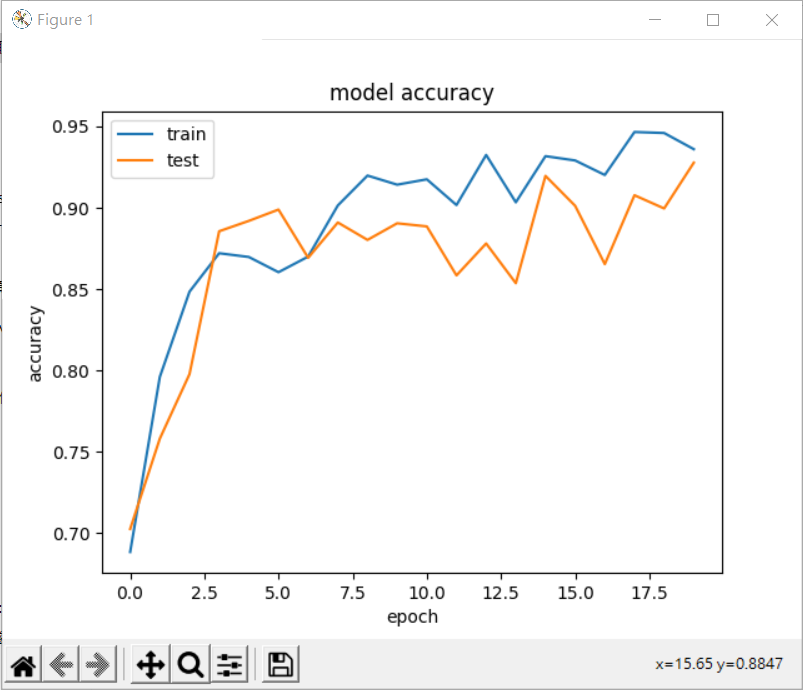 Figure 1
model accuracy
train
test
0.95
0.90
0.85
0.80
0.75
0.70
accuracy
0.0 2.5 5.0 7.5 10.0 12.5 15.0 17.5
epoch
x=15.65 y=0.8847